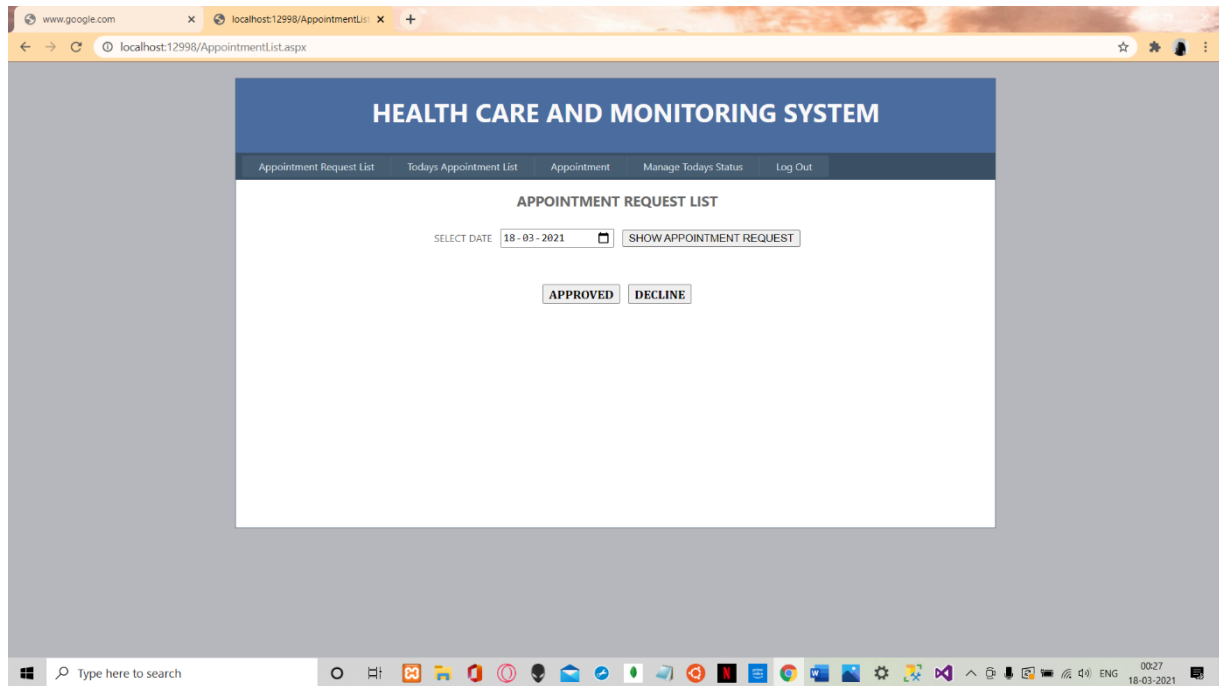 www.google.com
localhost:12998/AppointmentLis
localhost:12998/AppointmentList.aspx
HEALTH CARE AND MONITORING SYSTEM
Appointment Request List Todays Appointment List Appointment Manage Todays Status Log Out
APPOINTMENT REQUEST LIST
SELECT DATE 18-03-2021 SHOW APPOINTMENT REQUEST
APPROVED DECLINE
Type here to search
ENG
00:27
18-03-2021